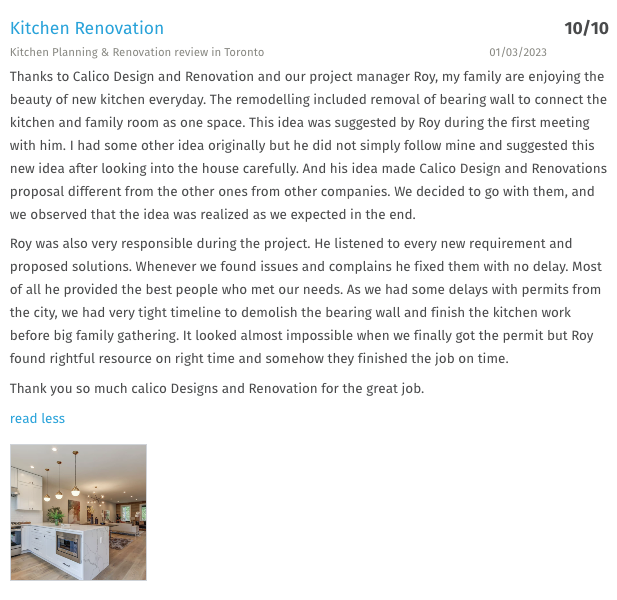 Kitchen Renovation
10/10
Kitchen Planning & Renovation review in Toronto
01/03/2023
Thanks to Calico Design and Renovation and our project manager Roy, my family are enjoying the
beauty of new kitchen everyday. The remodelling included removal of bearing wall to connect the
kitchen and family room as one space. This idea was suggested by Roy during the first meeting
with him. I had some other idea originally but he did not simply follow mine and suggested this
new idea after looking into the house carefully. And his idea made Calico Design and Renovations
proposal different from the other ones from other companies. We decided to go with them, and
we observed that the idea was realized as we expected in the end.
Roy was also very responsible during the project. He listened to every new requirement and
proposed solutions. Whenever we found issues and complains he fixed them with no delay. Most
of all he provided the best people who met our needs. As we had some delays with permits from
the city, we had very tight timeline to demolish the bearing wall and finish the kitchen work
before big family gathering. It looked almost impossible when we finally got the permit but Roy
found rightful resource on right time and somehow they finished the job on time.
Thank you so much calico Designs and Renovation for the great job.
read less